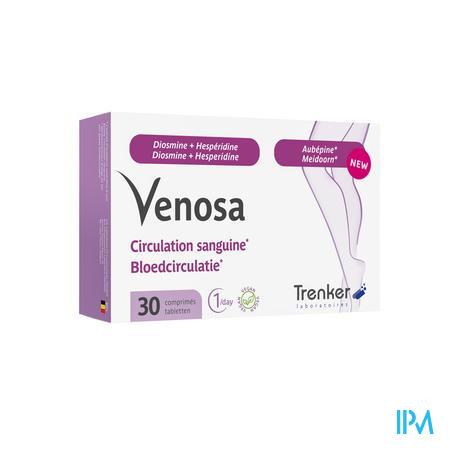 Diosmine + Hespéridine
Diosmine + Hesperidine
Aubépine*
Meidoorn*
NEW
Venosa
Circulation sanguine*
Bloedcirculatie*
30 comprimés
tabletten
1/day
VEGAN
Trenker
laboratoires
IPM